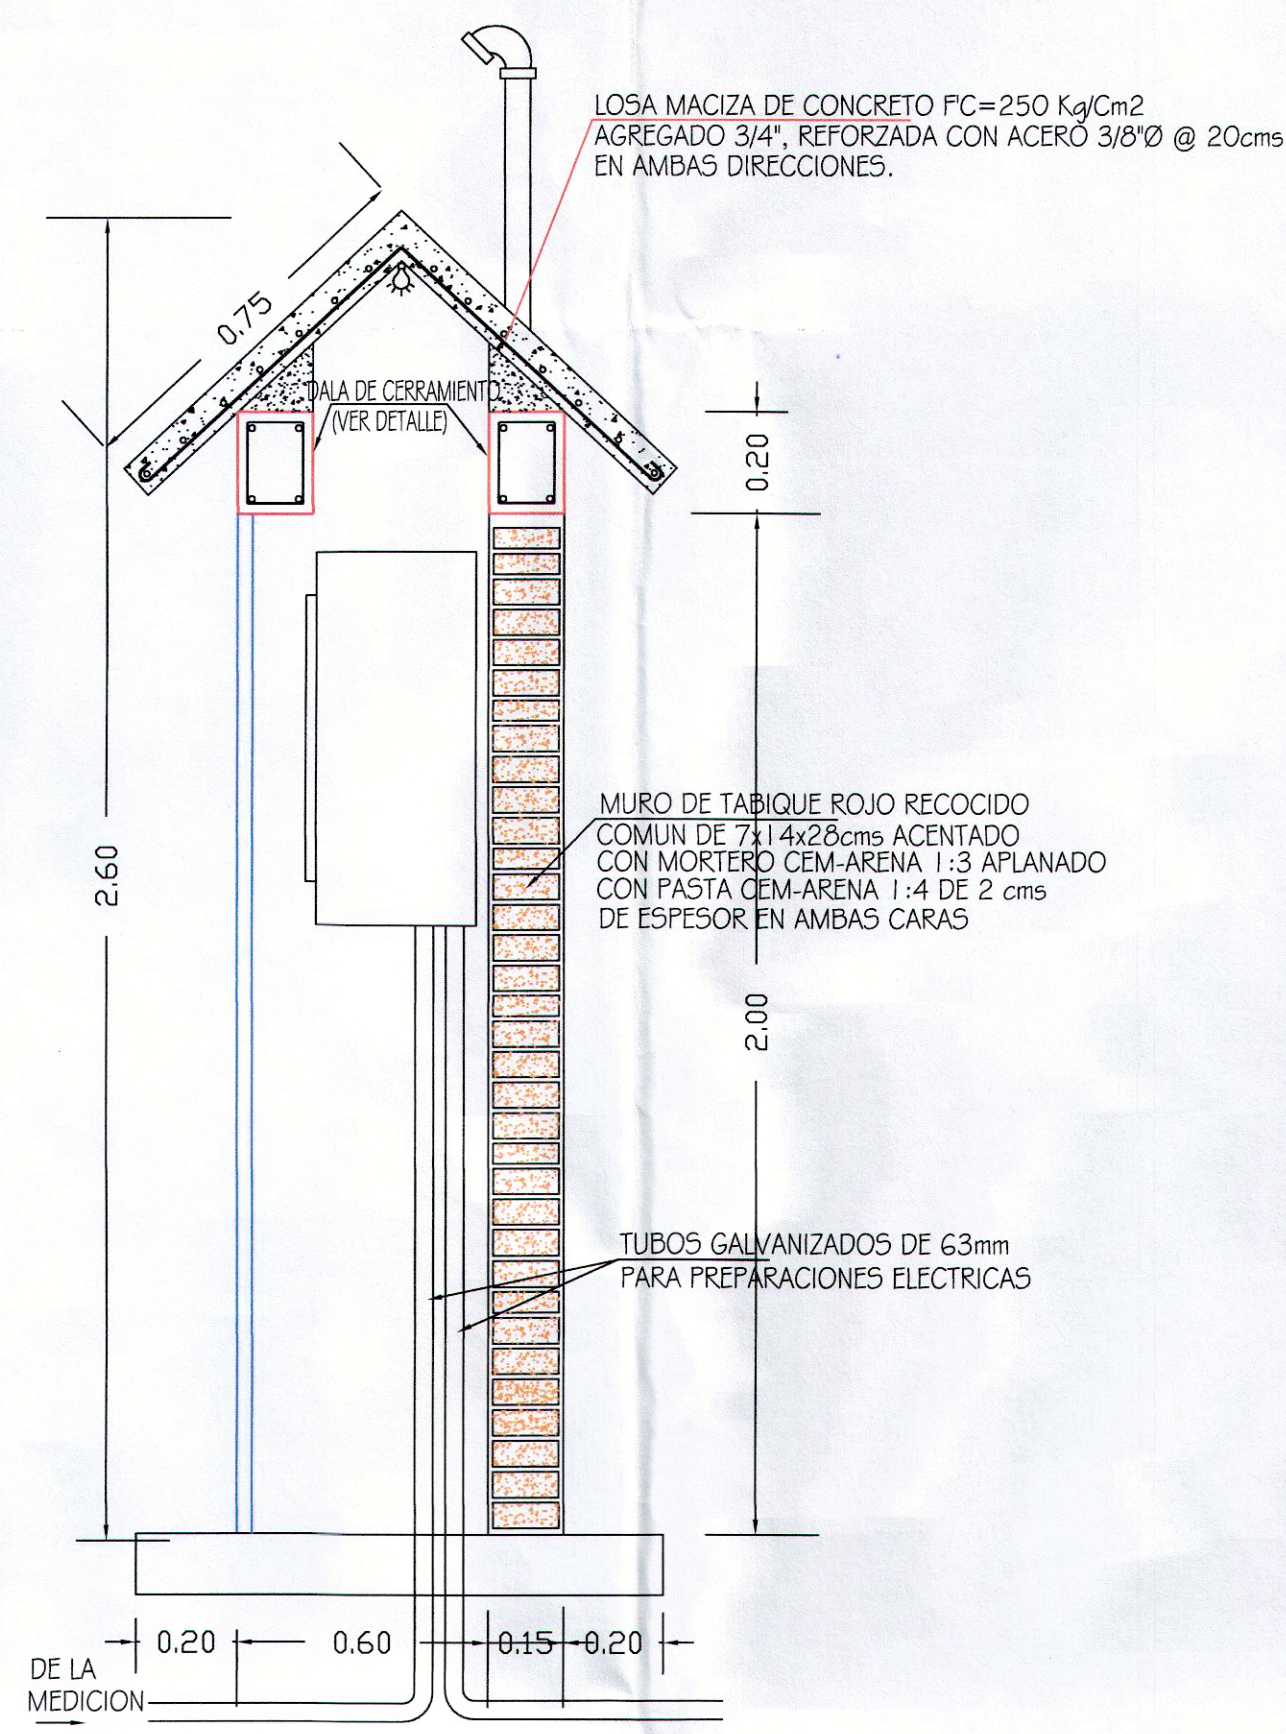 LOSA MACIZA DE CONCRETO F'C=250 Kg/Cm2
AGREGADO 3/4", REFORZADA CON ACERO 3/8"Ø @ 20cms
EN AMBAS DIRECCIONES.
0.75
DALA DE CERRAMIENTO
(VER DETALLE)
0.20
2.60
MURO DE TABIQUE ROJO RECOCIDO
COMUN DE 7x14x28cms ACENTADO
CON MORTERO CEM-ARENA 1:3 APLANADO
CON PASTA CEM-ARENA 1:4 DE 2 cms
DE ESPESOR EN AMBAS CARAS
2.00
TUBOS GALVANIZADOS DE 63mm
PARA PREPARACIONES ELECTRICAS
0.20 0.60 0.15 0.20
DE LA
MEDICION